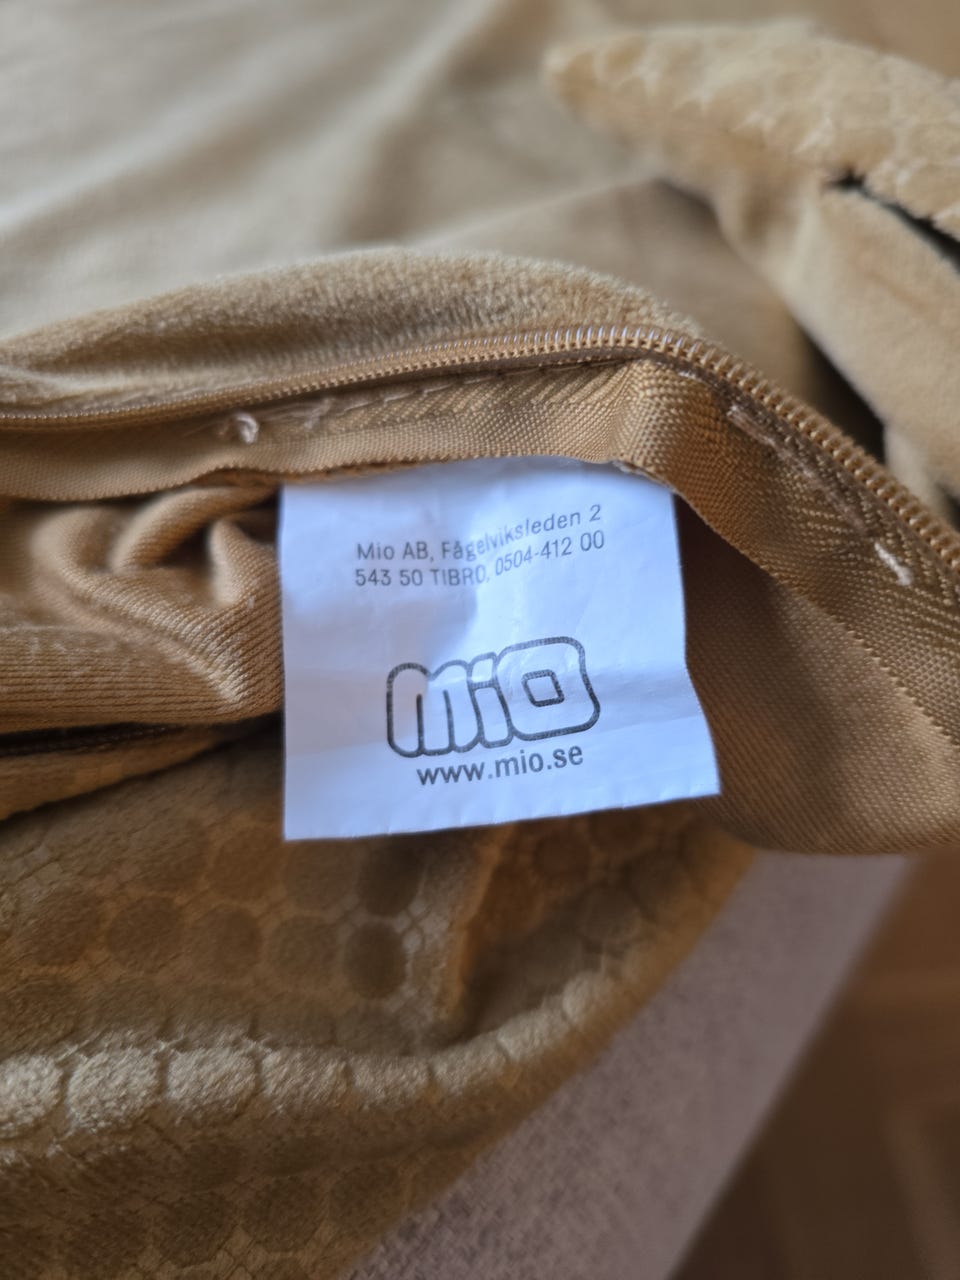 Mio AB, Fågelviksleden 2
543 50 TIBRO, 0504-412 00
MIO
www.mio.se